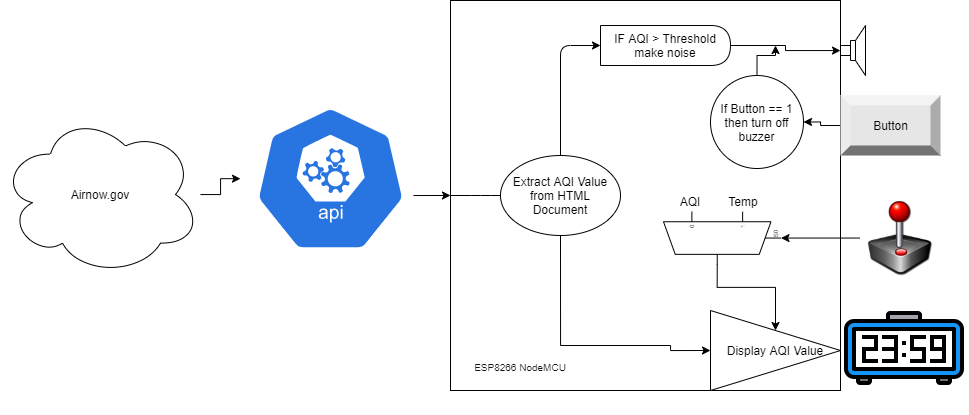 Airnow.gov
api
Extract AQI Value
from HTML
Document
IF AQI > Threshold
make noise
If Button == 1
then turn off
buzzer
Button
AQI
Temp
0
1
S0
Display AQI Value
23:59
ESP8266 NodeMCU